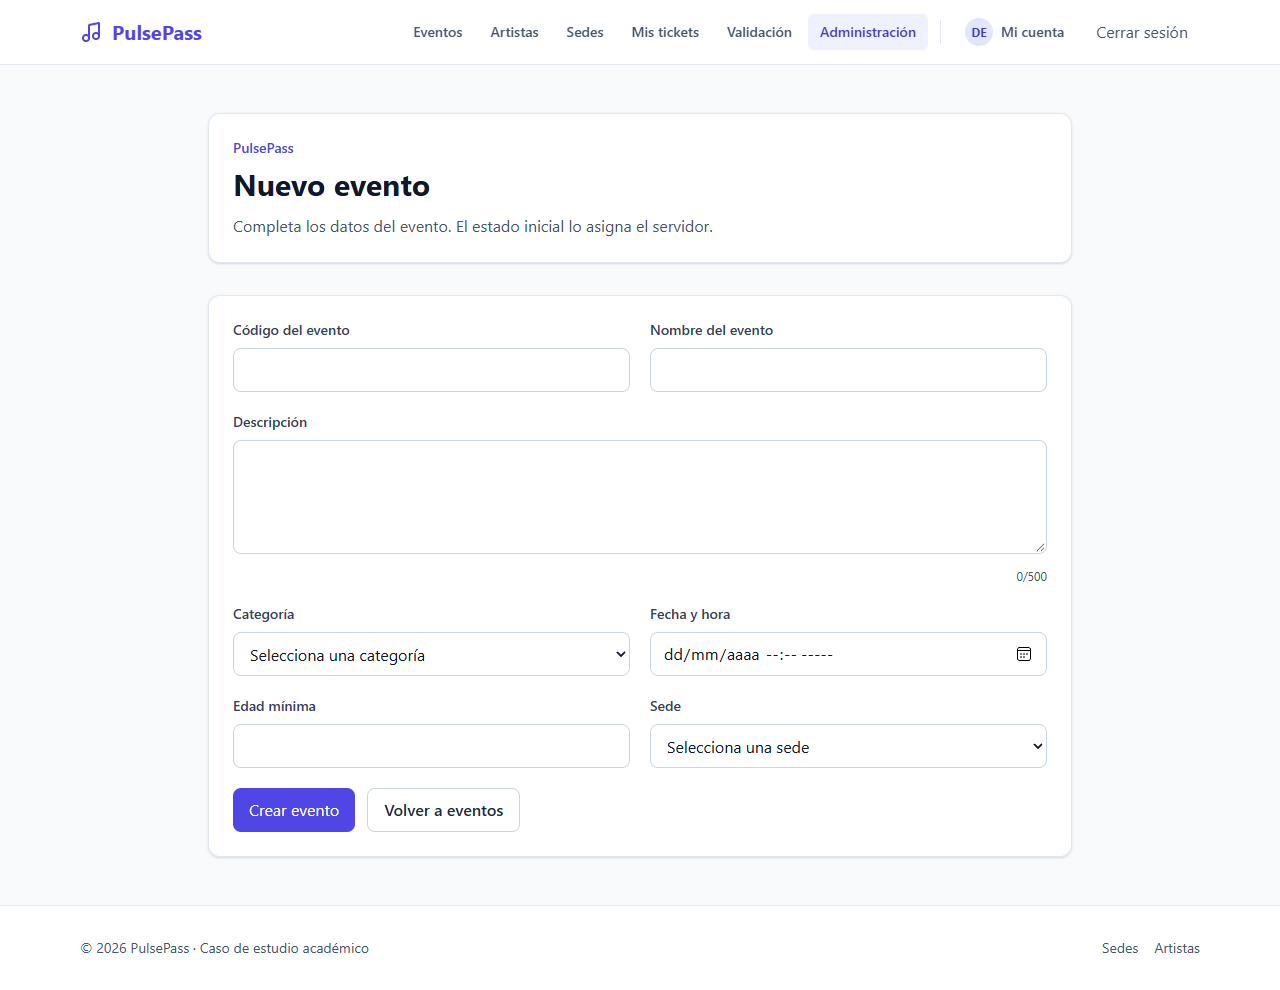 PulsePass
Eventos
Artistas
Sedes
Mis tickets
Validación
Administración
DE
Mi cuenta
Cerrar sesión
PulsePass
Nuevo evento
Completa los datos del evento. El estado inicial lo asigna el servidor.
Código del evento
Nombre del evento
Descripción
0/500
Categoría
Fecha y hora
Selecciona una categoría
dd/mm/aaaa --:-- -----
Edad mínima
Sede
Selecciona una sede
Crear evento
Volver a eventos
© 2026 PulsePass · Caso de estudio académico
Sedes
Artistas